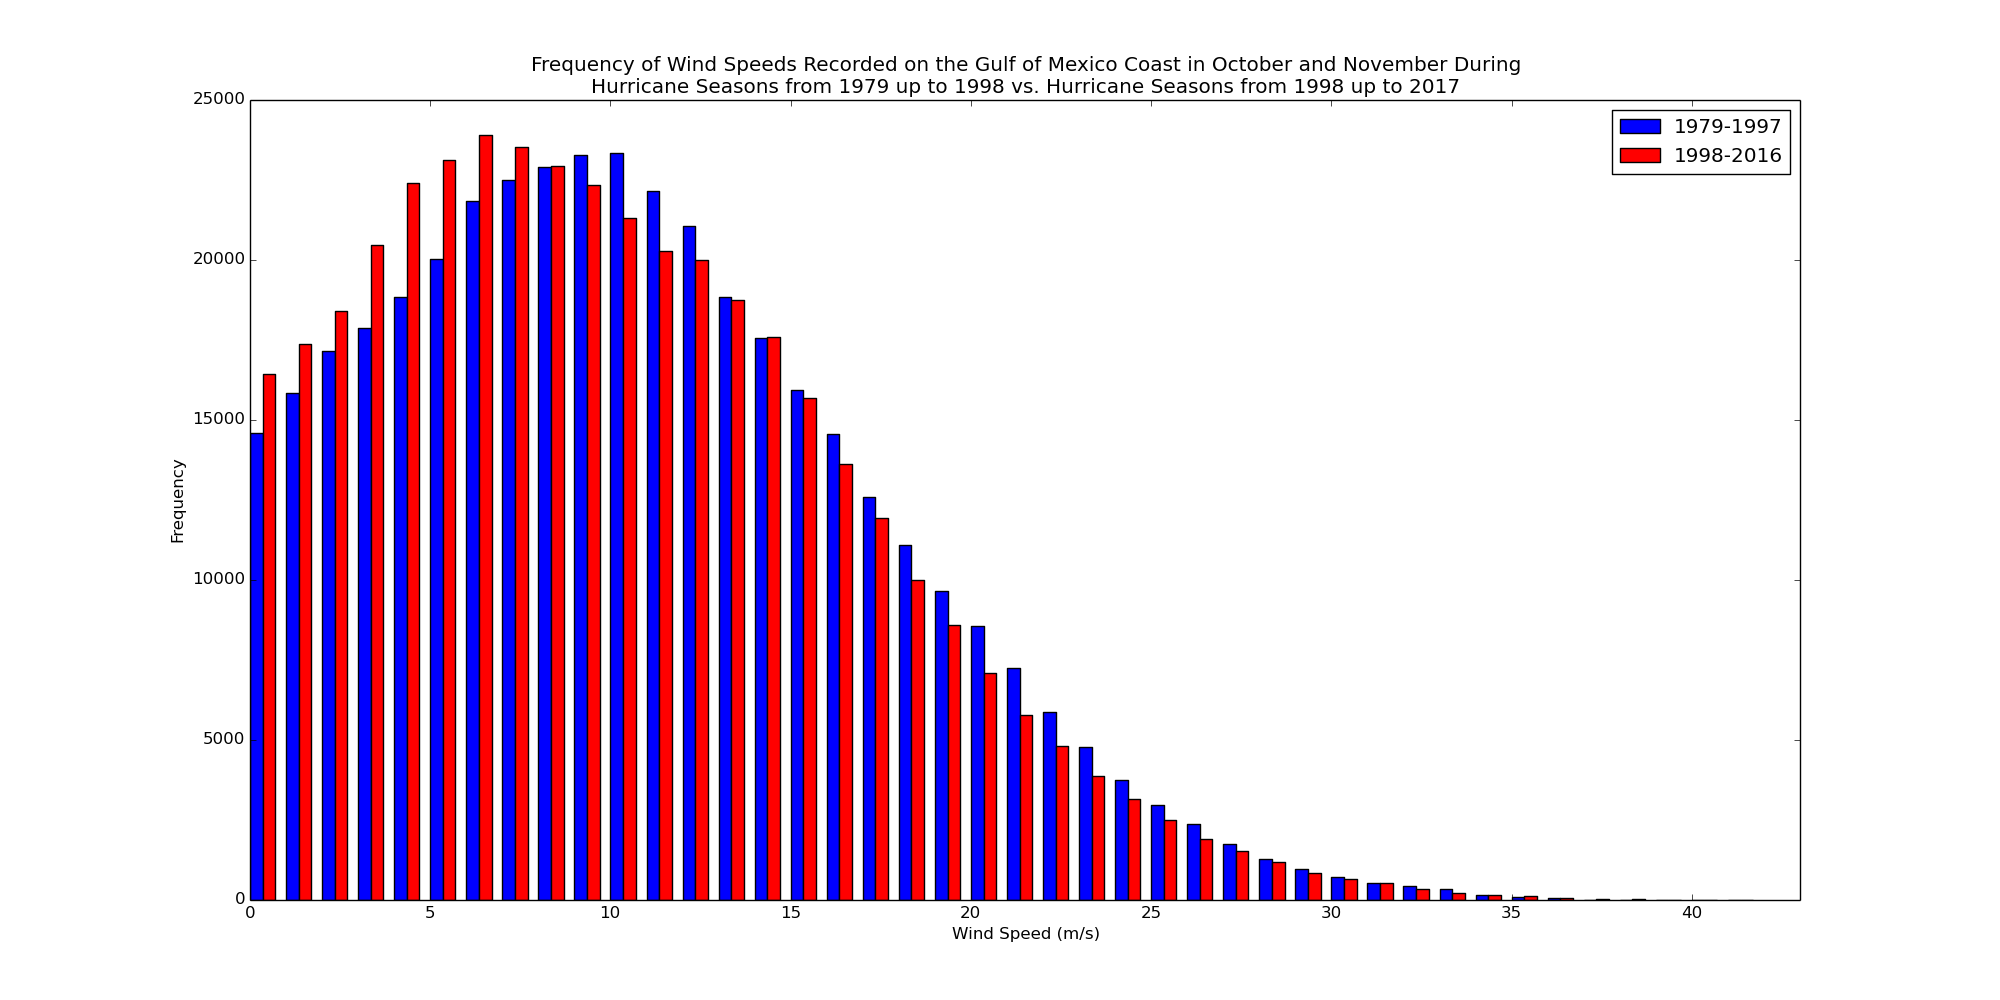 Frequency of Wind Speeds Recorded on the Gulf of Mexico Coast in October and November During
Hurricane Seasons from 1979 up to 1998 vs. Hurricane Seasons from 1998 up to 2017
1979-1997
1998-2016
25000
20000
15000
10000
5000
0
Frequency
0 5 10 15 20 25 30 35 40
Wind Speed (m/s)